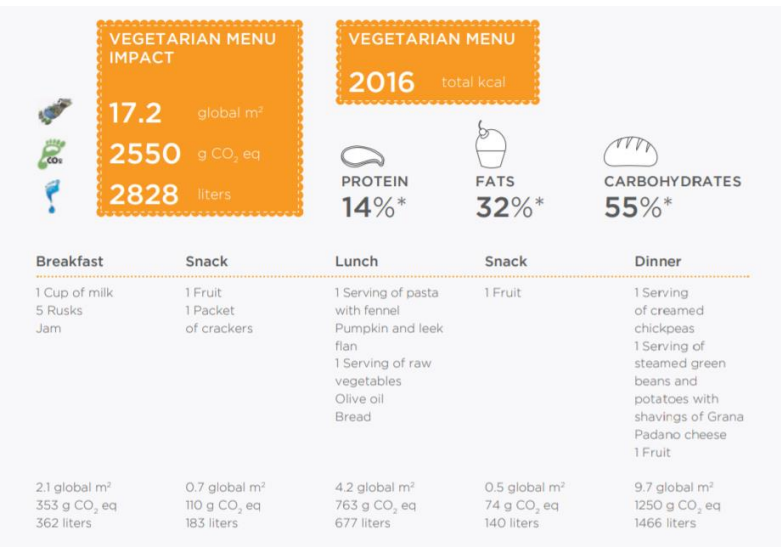 VEGETARIAN MENU
IMPACT
17.2 global m²
2550 g CO₂ eq
2828 liters
CO₂
VEGETARIAN MENU
2016 total kcal
PROTEIN
14%*
FATS
32%*
CARBOHYDRATES
55%*
Breakfast
1 Cup of milk
5 Rusks
Jam
2.1 global m²
353 g CO₂ eq
362 liters
Snack
1 Fruit
1 Packet
of crackers
0.7 global m²
110 g CO₂ eq
183 liters
Lunch
1 Serving of pasta
with fennel
Pumpkin and leek
flan
1 Serving of raw
vegetables
Olive oil
Bread
4.2 global m²
763 g CO₂ eq
677 liters
Snack
1 Fruit
0.5 global m²
74 g CO₂ eq
140 liters
Dinner
1 Serving
of creamed
chickpeas
1 Serving of
steamed green
beans and
potatoes with
shavings of Grana
Padano cheese
1 Fruit
9.7 global m²
1250 g CO₂ eq
1466 liters